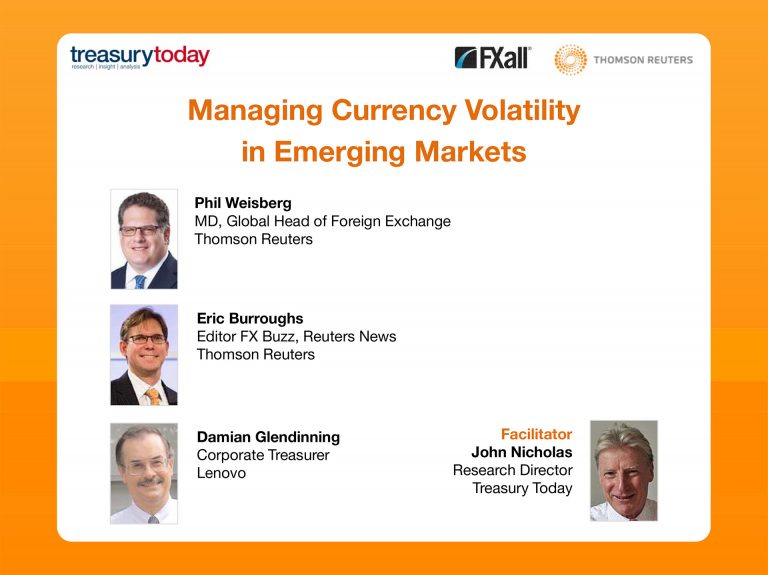 treasurytoday
research | insight | analysis
FXall®
THOMSON REUTERS
Managing Currency Volatility
in Emerging Markets
Phil Weisberg
MD, Global Head of Foreign Exchange
Thomson Reuters
Eric Burroughs
Editor FX Buzz, Reuters News
Thomson Reuters
Damian Glendinning
Corporate Treasurer
Lenovo
Facilitator
John Nicholas
Research Director
Treasury Today